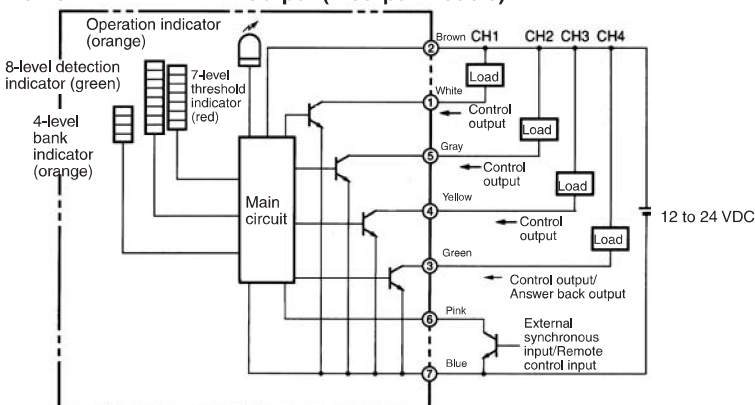 Operation indicator
(orange)
8-level detection
indicator (green)
7-level
threshold
indicator
(red)
4-level
bank
indicator
(orange)
Main
circuit
Brown
CH1
CH2
CH3
CH4
2
Load
White
1
Control
output
Load
Gray
5
Control
output
Load
Yellow
4
Control
output
12 to 24 VDC
Load
Green
3
Control output/
Answer back output
Pink
6
External
synchronous
input/Remote
control input
Blue
7